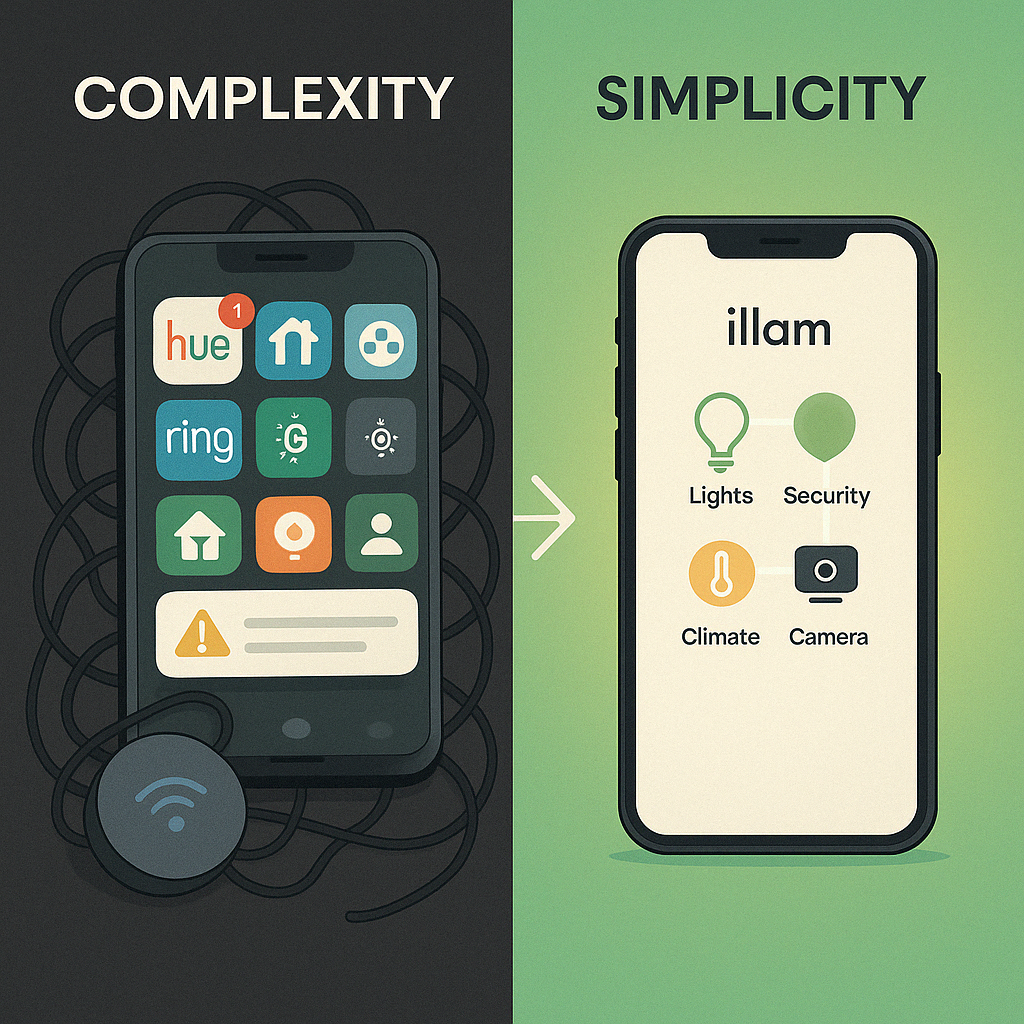 COMPLEXITY
hue
1
ring
G
SIMPLICITY
illam
Lights
Security
Climate
Camera